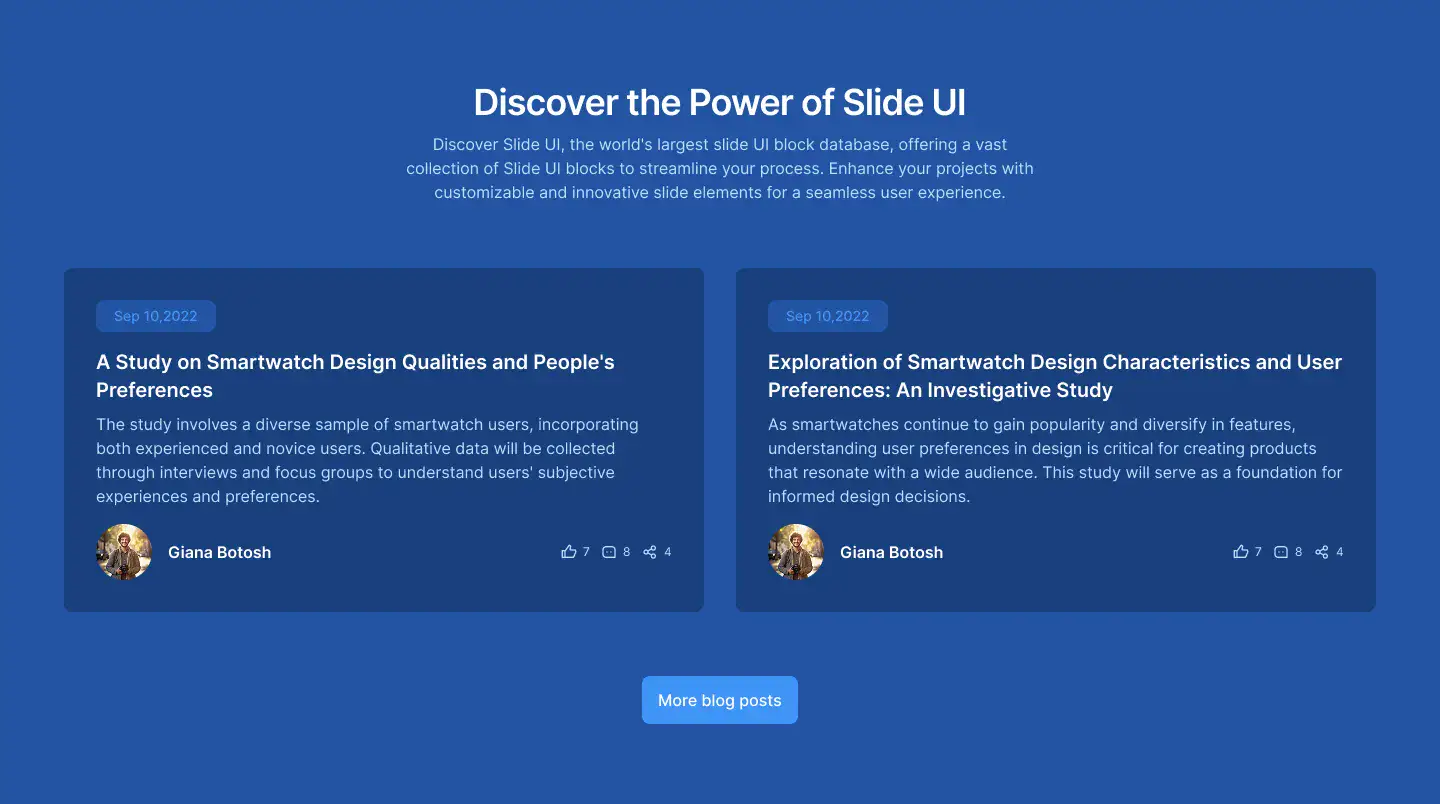 Discover the Power of Slide UI
Discover Slide UI, the world's largest slide UI block database, offering a vast
collection of Slide UI blocks to streamline your process. Enhance your projects with
customizable and innovative slide elements for a seamless user experience.
Sep 10,2022
A Study on Smartwatch Design Qualities and People's
Preferences
The study involves a diverse sample of smartwatch users, incorporating
both experienced and novice users. Qualitative data will be collected
through interviews and focus groups to understand users' subjective
experiences and preferences.
Giana Botosh
7 8 4
Sep 10,2022
Exploration of Smartwatch Design Characteristics and User
Preferences: An Investigative Study
As smartwatches continue to gain popularity and diversify in features,
understanding user preferences in design is critical for creating products
that resonate with a wide audience. This study will serve as a foundation for
informed design decisions.
Giana Botosh
7 8 4
More blog posts